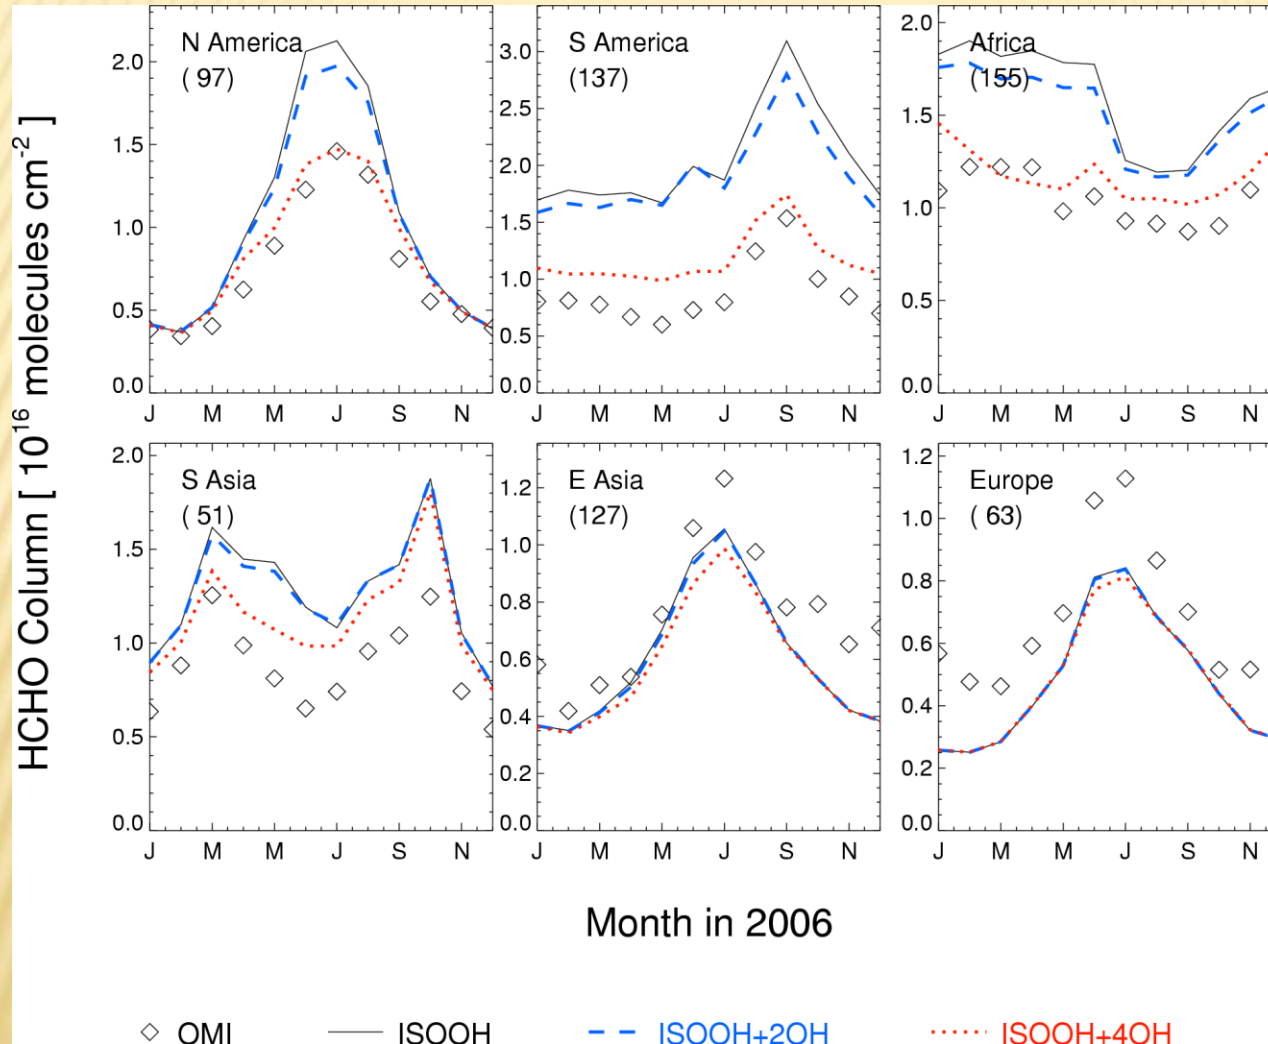 HCHO Column [ 10^16 molecules cm^-2 ]
N America
( 97)
2.0
1.5
1.0
0.5
0.0
J M M J S N
S America
(137)
3.0
2.5
2.0
1.5
1.0
0.5
0.0
J M M J S N
Africa
(155)
2.0
1.5
1.0
0.5
0.0
J M M J S N
S Asia
( 51)
2.0
1.5
1.0
0.5
0.0
J M M J S N
E Asia
(127)
1.2
1.0
0.8
0.6
0.4
0.2
0.0
J M M J S N
Europe
( 63)
1.2
1.0
0.8
0.6
0.4
0.2
0.0
J M M J S N
Month in 2006
OMI ISOOH ISOOH+2OH ISOOH+4OH